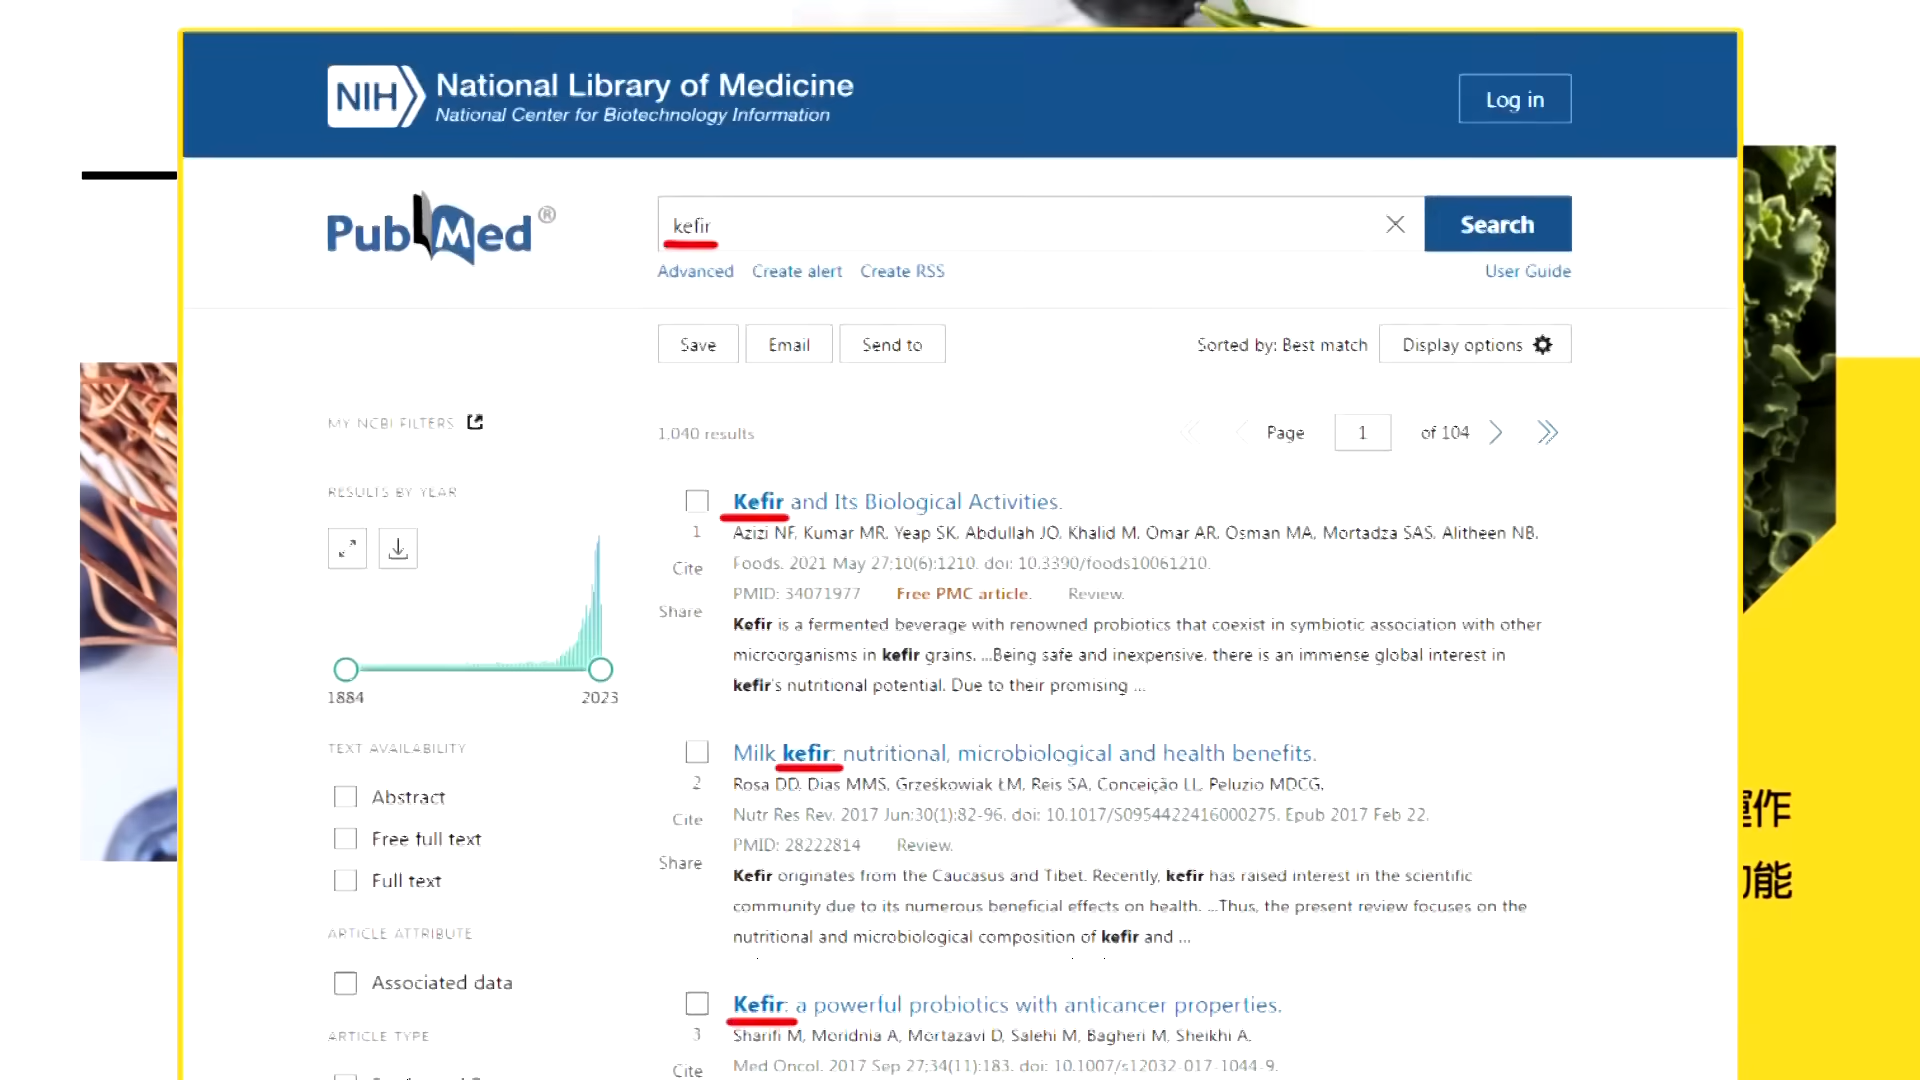 NIH National Library of Medicine
National Center for Biotechnology Information
Log in
PubMed®
kefir
Search
Advanced Create alert Create RSS
User Guide
Save Email Send to
Sorted by: Best match Display options
MY NCBI FILTERS
1,040 results
Page 1 of 104
RESULTS BY YEAR
1884 2023
TEXT AVAILABILITY
Abstract
Free full text
Full text
ARTICLE ATTRIBUTE
Associated data
ARTICLE TYPE
Kefir and Its Biological Activities.
1 Azizi NF, Kumar MR, Yeap SK, Abdullah JO, Khalid M, Omar AR, Osman MA, Mortadza SAS, Alitheen NB.
Cite Foods. 2021 May 27;10(6):1210. doi: 10.3390/foods10061210.
PMID: 34071977 Free PMC article. Review.
Share
Kefir is a fermented beverage with renowned probiotics that coexist in symbiotic association with other
microorganisms in kefir grains. ...Being safe and inexpensive, there is an immense global interest in
kefir's nutritional potential. Due to their promising ...
Milk kefir: nutritional, microbiological and health benefits.
2 Rosa DD, Dias MMS, Grześkowiak ŁM, Reis SA, Conceição LL, Peluzio MDCG.
Cite Nutr Res Rev. 2017 Jun;30(1):82-96. doi: 10.1017/S0954422416000275. Epub 2017 Feb 22.
PMID: 28222814 Review.
Share
Kefir originates from the Caucasus and Tibet. Recently, kefir has raised interest in the scientific
community due to its numerous beneficial effects on health. ...Thus, the present review focuses on the
nutritional and microbiological composition of kefir and ...
Kefir: a powerful probiotics with anticancer properties.
3 Sharifi M, Moridnia A, Mortazavi D, Salehi M, Bagheri M, Sheikhi A.
Cite Med Oncol. 2017 Sep 27;34(11):183. doi: 10.1007/s12032-017-1044-9.
作
能